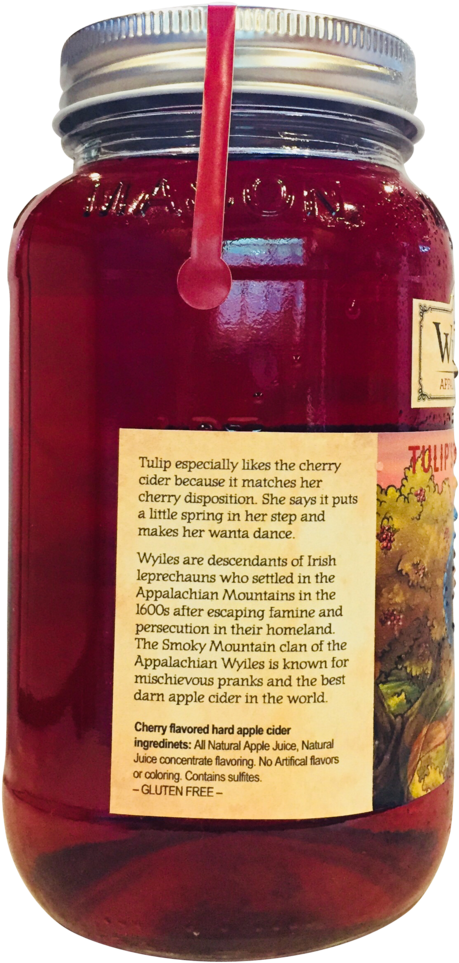 MASON
Tulip especially likes the cherry
cider because it matches her
cherry disposition. She says it puts
a little spring in her step and
makes her wanta dance.
Wyiles are descendants of Irish
leprechauns who settled in the
Appalachian Mountains in the
1600s after escaping famine and
persecution in their homeland.
The Smoky Mountain clan of the
Appalachian Wyiles is known for
mischievous pranks and the best
darn apple cider in the world.
Cherry flavored hard apple cider
ingredinets: All Natural Apple Juice, Natural
Juice concentrate flavoring. No Artifical flavors
or coloring. Contains sulfites.
– GLUTEN FREE –
TULIP'S